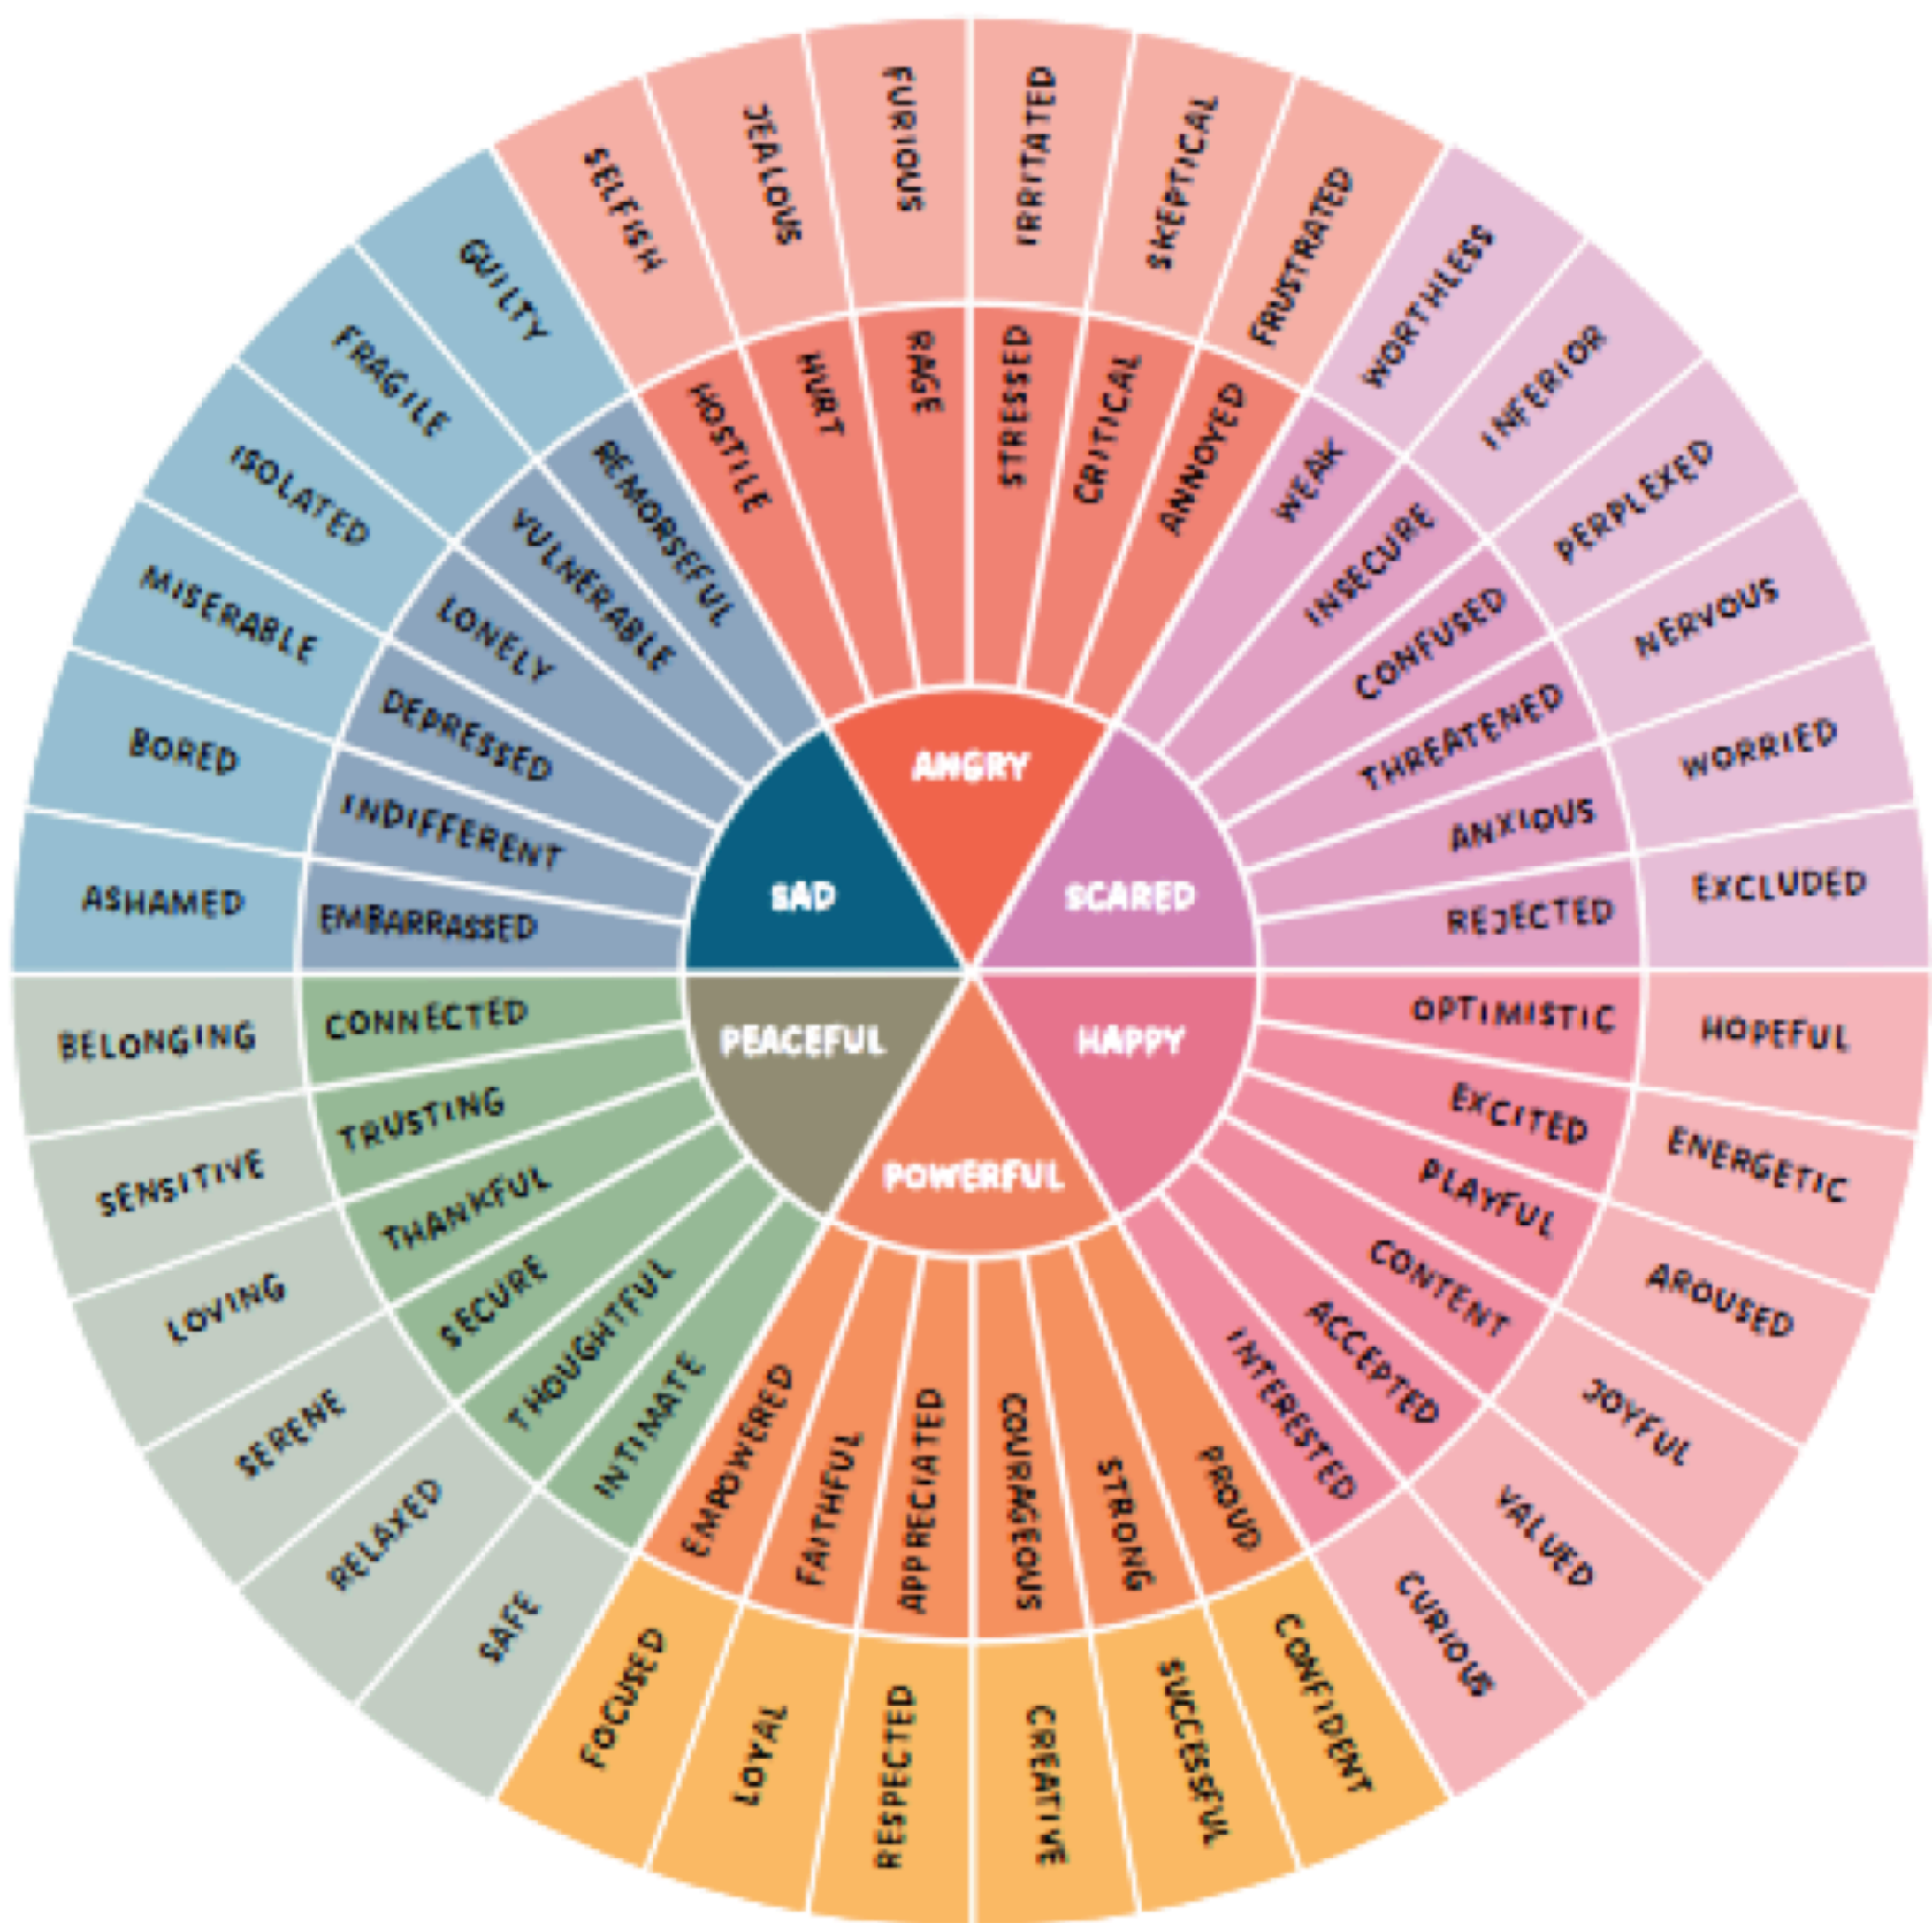 ANGRY
SCARED
HAPPY
POWERFUL
PEACEFUL
SAD
HOSTILE
HURT
RAGE
STRESSED
CRITICAL
ANNOYED
WEAK
INSECURE
CONFUSED
THREATENED
ANXIOUS
REJECTED
OPTIMISTIC
EXCITED
PLAYFUL
CONTENT
ACCEPTED
INTERESTED
PROUD
STRONG
COURAGEOUS
APPRECIATED
FAITHFUL
EMPOWERED
INTIMATE
THOUGHTFUL
SECURE
THANKFUL
TRUSTING
CONNECTED
EMBARRASSED
INDIFFERENT
DEPRESSED
LONELY
VULNERABLE
REMORSEFUL
SELFISH
JEALOUS
FURIOUS
IRRITATED
SKEPTICAL
FRUSTRATED
WORTHLESS
INFERIOR
PERPLEXED
NERVOUS
WORRIED
EXCLUDED
HOPEFUL
ENERGETIC
AROUSED
JOYFUL
VALUED
CURIOUS
CONFIDENT
SUCCESSFUL
CREATIVE
RESPECTED
LOYAL
FOCUSED
SAFE
RELAXED
SERENE
LOVING
SENSITIVE
BELONGING
ASHAMED
BORED
MISERABLE
ISOLATED
FRAGILE
GUILTY